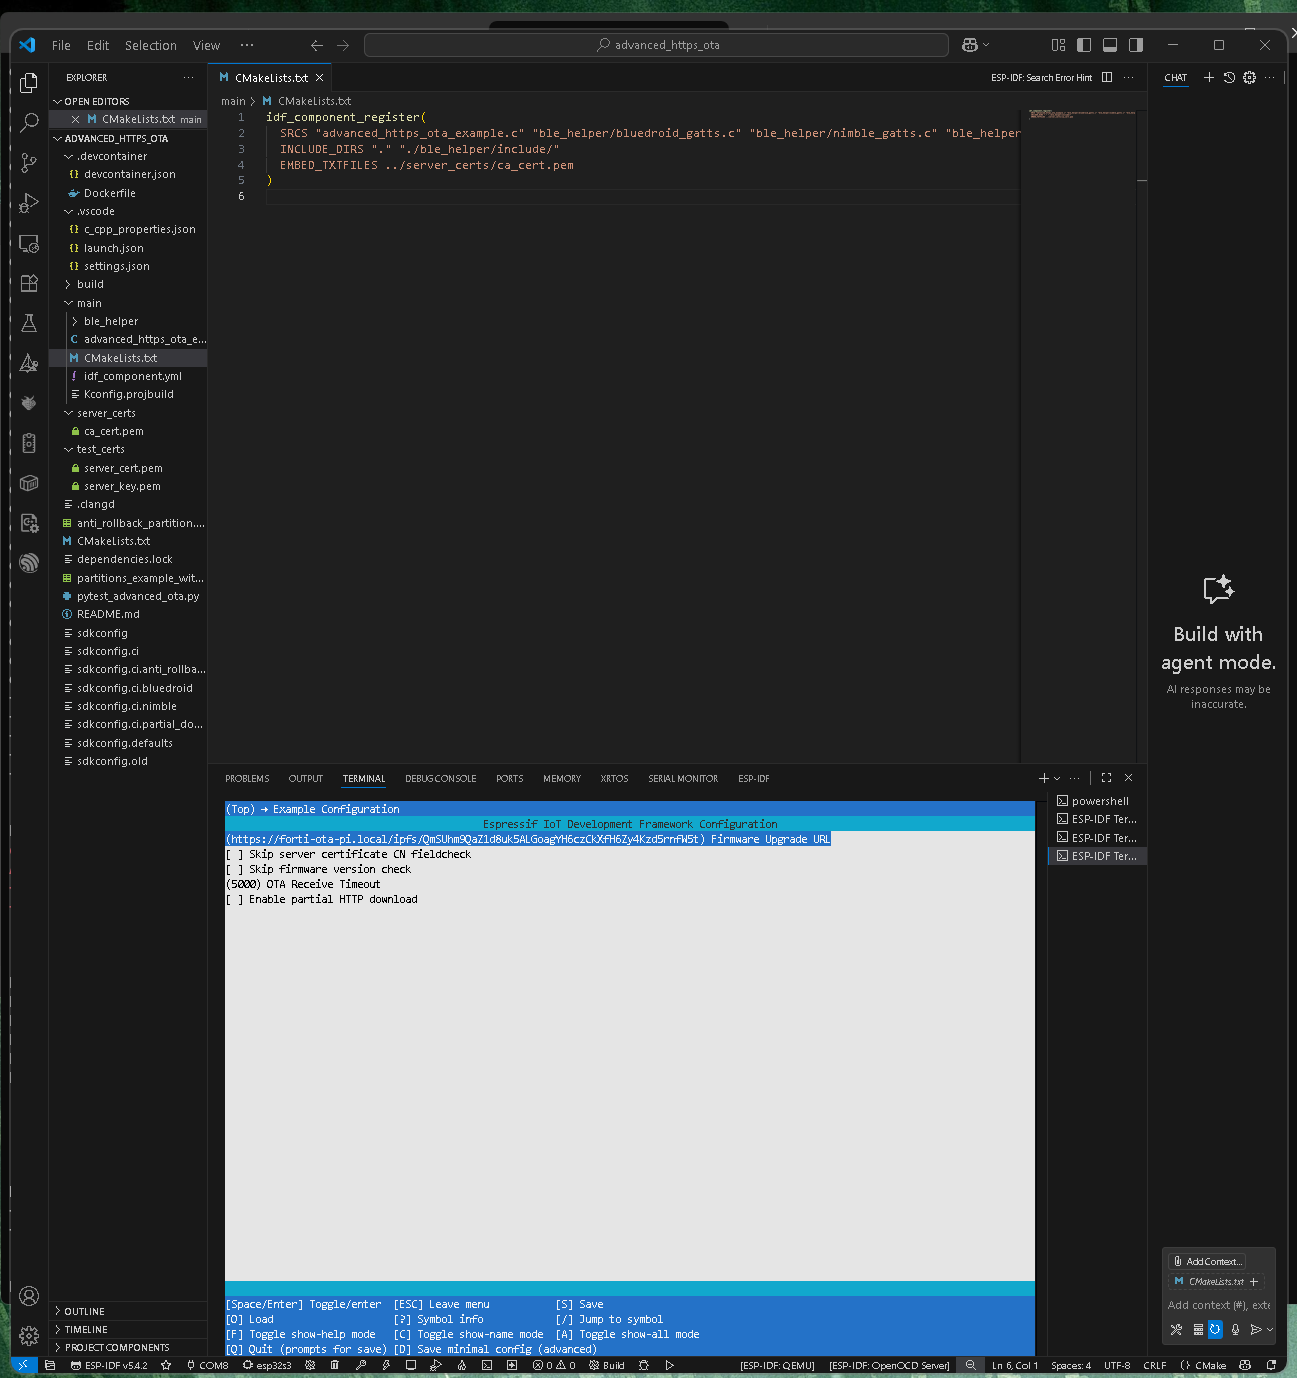 File Edit Selection View ··· advanced_https_ota
EXPLORER ···
OPEN EDITORS
CMakeLists.txt main
ADVANCED_HTTPS_OTA
.devcontainer
devcontainer.json
Dockerfile
.vscode
c_cpp_properties.json
launch.json
settings.json
build
main
ble_helper
advanced_https_ota_e...
CMakeLists.txt
idf_component.yml
Kconfig.projbuild
server_certs
ca_cert.pem
test_certs
server_cert.pem
server_key.pem
.clangd
anti_rollback_partition....
CMakeLists.txt
dependencies.lock
partitions_example_wit...
pytest_advanced_ota.py
README.md
sdkconfig
sdkconfig.ci
sdkconfig.ci.anti_rollba...
sdkconfig.ci.bluedroid
sdkconfig.ci.nimble
sdkconfig.ci.partial_do...
sdkconfig.defaults
sdkconfig.old
OUTLINE
TIMELINE
PROJECT COMPONENTS
CMakeLists.txt
ESP-IDF: Search Error Hint
main > CMakeLists.txt
1 idf_component_register(
2 SRCS "advanced_https_ota_example.c" "ble_helper/bluedroid_gatts.c" "ble_helper/nimble_gatts.c" "ble_helper
3 INCLUDE_DIRS "." "./ble_helper/include/"
4 EMBED_TXTFILES ../server_certs/ca_cert.pem
5 )
6
PROBLEMS OUTPUT TERMINAL DEBUG CONSOLE PORTS MEMORY XRTOS SERIAL MONITOR ESP-IDF
(Top) → Example Configuration
Espressif IoT Development Framework Configuration
(https://forti-ota-pi.local/ipfs/QmSUhm9QaZ1d8uk5ALGoagYH6czCkXfH6Zy4Kzd5rnfW5t) Firmware Upgrade URL
[ ] Skip server certificate CN fieldcheck
[ ] Skip firmware version check
(5000) OTA Receive Timeout
[ ] Enable partial HTTP download
[Space/Enter] Toggle/enter [ESC] Leave menu [S] Save
[O] Load [?] Symbol info [/] Jump to symbol
[F] Toggle show-help mode [C] Toggle show-name mode [A] Toggle show-all mode
[Q] Quit (prompts for save) [D] Save minimal config (advanced)
powershell
ESP-IDF Ter...
ESP-IDF Ter...
ESP-IDF Ter...
CHAT
Build with
agent mode.
AI responses may be
inaccurate.
Add Context...
CMakeLists.txt
Add context (#), exte
ESP-IDF v5.4.2 COM8 esp32s3 0 0 Build [ESP-IDF: QEMU] [ESP-IDF: OpenOCD Server] Ln 6, Col 1 Spaces: 4 UTF-8 CRLF CMake